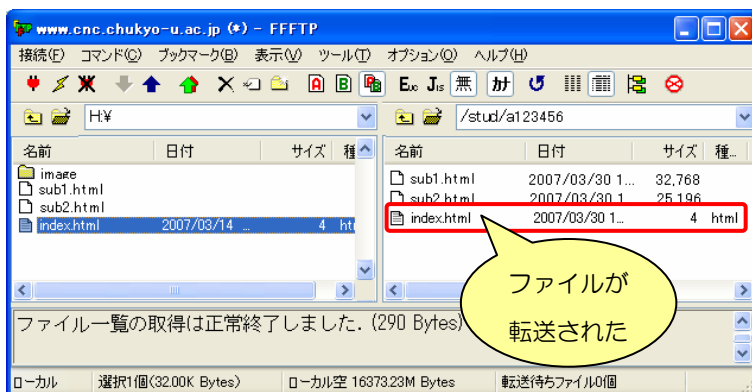 www.cnc.chukyo-u.ac.jp (*) - FFFTP
接続(F) コマンド(C) ブックマーク(B) 表示(V) ツール(T) オプション(O) ヘルプ(H)
A B Euc JIS 無 カナ
H:¥ /stud/a123456
名前 日付 サイズ 種 名前 日付 サイズ 種...
image
sub1.html sub1.html 2007/03/30 1... 32,768
sub2.html sub2.html 2007/03/30 1 25,196
index.html 2007/03/14 ... 4 htm index.html 2007/03/30 1... 4 html
ファイルが
転送された
ファイル一覧の取得は正常終了しました. (290 Bytes)
ローカル 選択1個(32.00K Bytes) ローカル空 16373.23M Bytes 転送待ちファイル0個